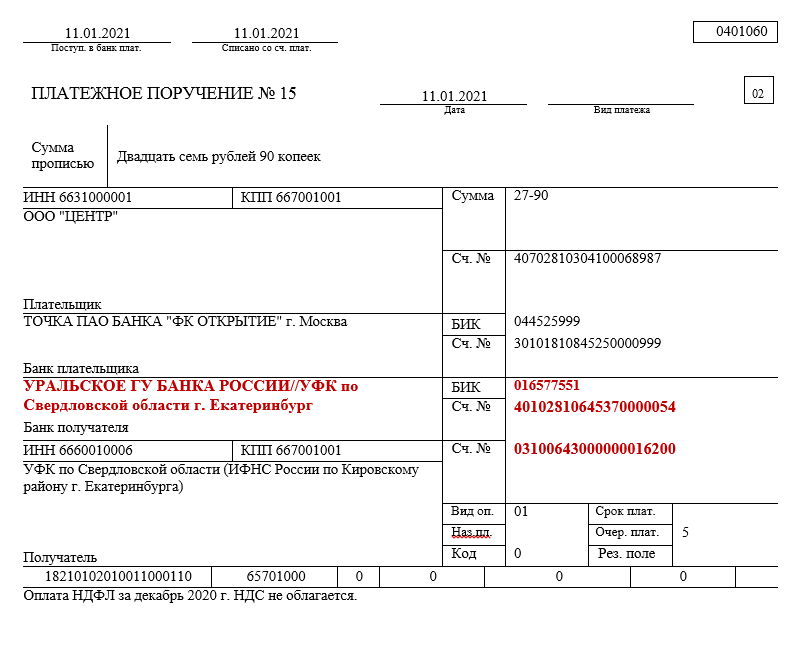 11.01.2021 11.01.2021 0401060
Поступ. в банк плат. Списано со сч. плат.
ПЛАТЕЖНОЕ ПОРУЧЕНИЕ № 15 11.01.2021 02
Дата Вид платежа
Сумма
прописью
Двадцать семь рублей 90 копеек
ИНН 6631000001 КПП 667001001 Сумма 27-90
ООО "ЦЕНТР"
Сч. № 40702810304100068987
Плательщик
ТОЧКА ПАО БАНКА "ФК ОТКРЫТИЕ" г. Москва БИК 044525999
Сч. № 30101810845250000999
Банк плательщика
УРАЛЬСКОЕ ГУ БАНКА РОССИИ//УФК по БИК 016577551
Свердловской области г. Екатеринбург Сч. № 40102810645370000054
Банк получателя
ИНН 6660010006 КПП 667001001 Сч. № 03100643000000016200
УФК по Свердловской области (ИФНС России по Кировскому
району г. Екатеринбурга)
Вид оп. 01 Срок плат.
Наз.пл. Очер. плат. 5
Получатель Код 0 Рез. поле
18210102010011000110 65701000 0 0 0 0
Оплата НДФЛ за декабрь 2020 г. НДС не облагается.